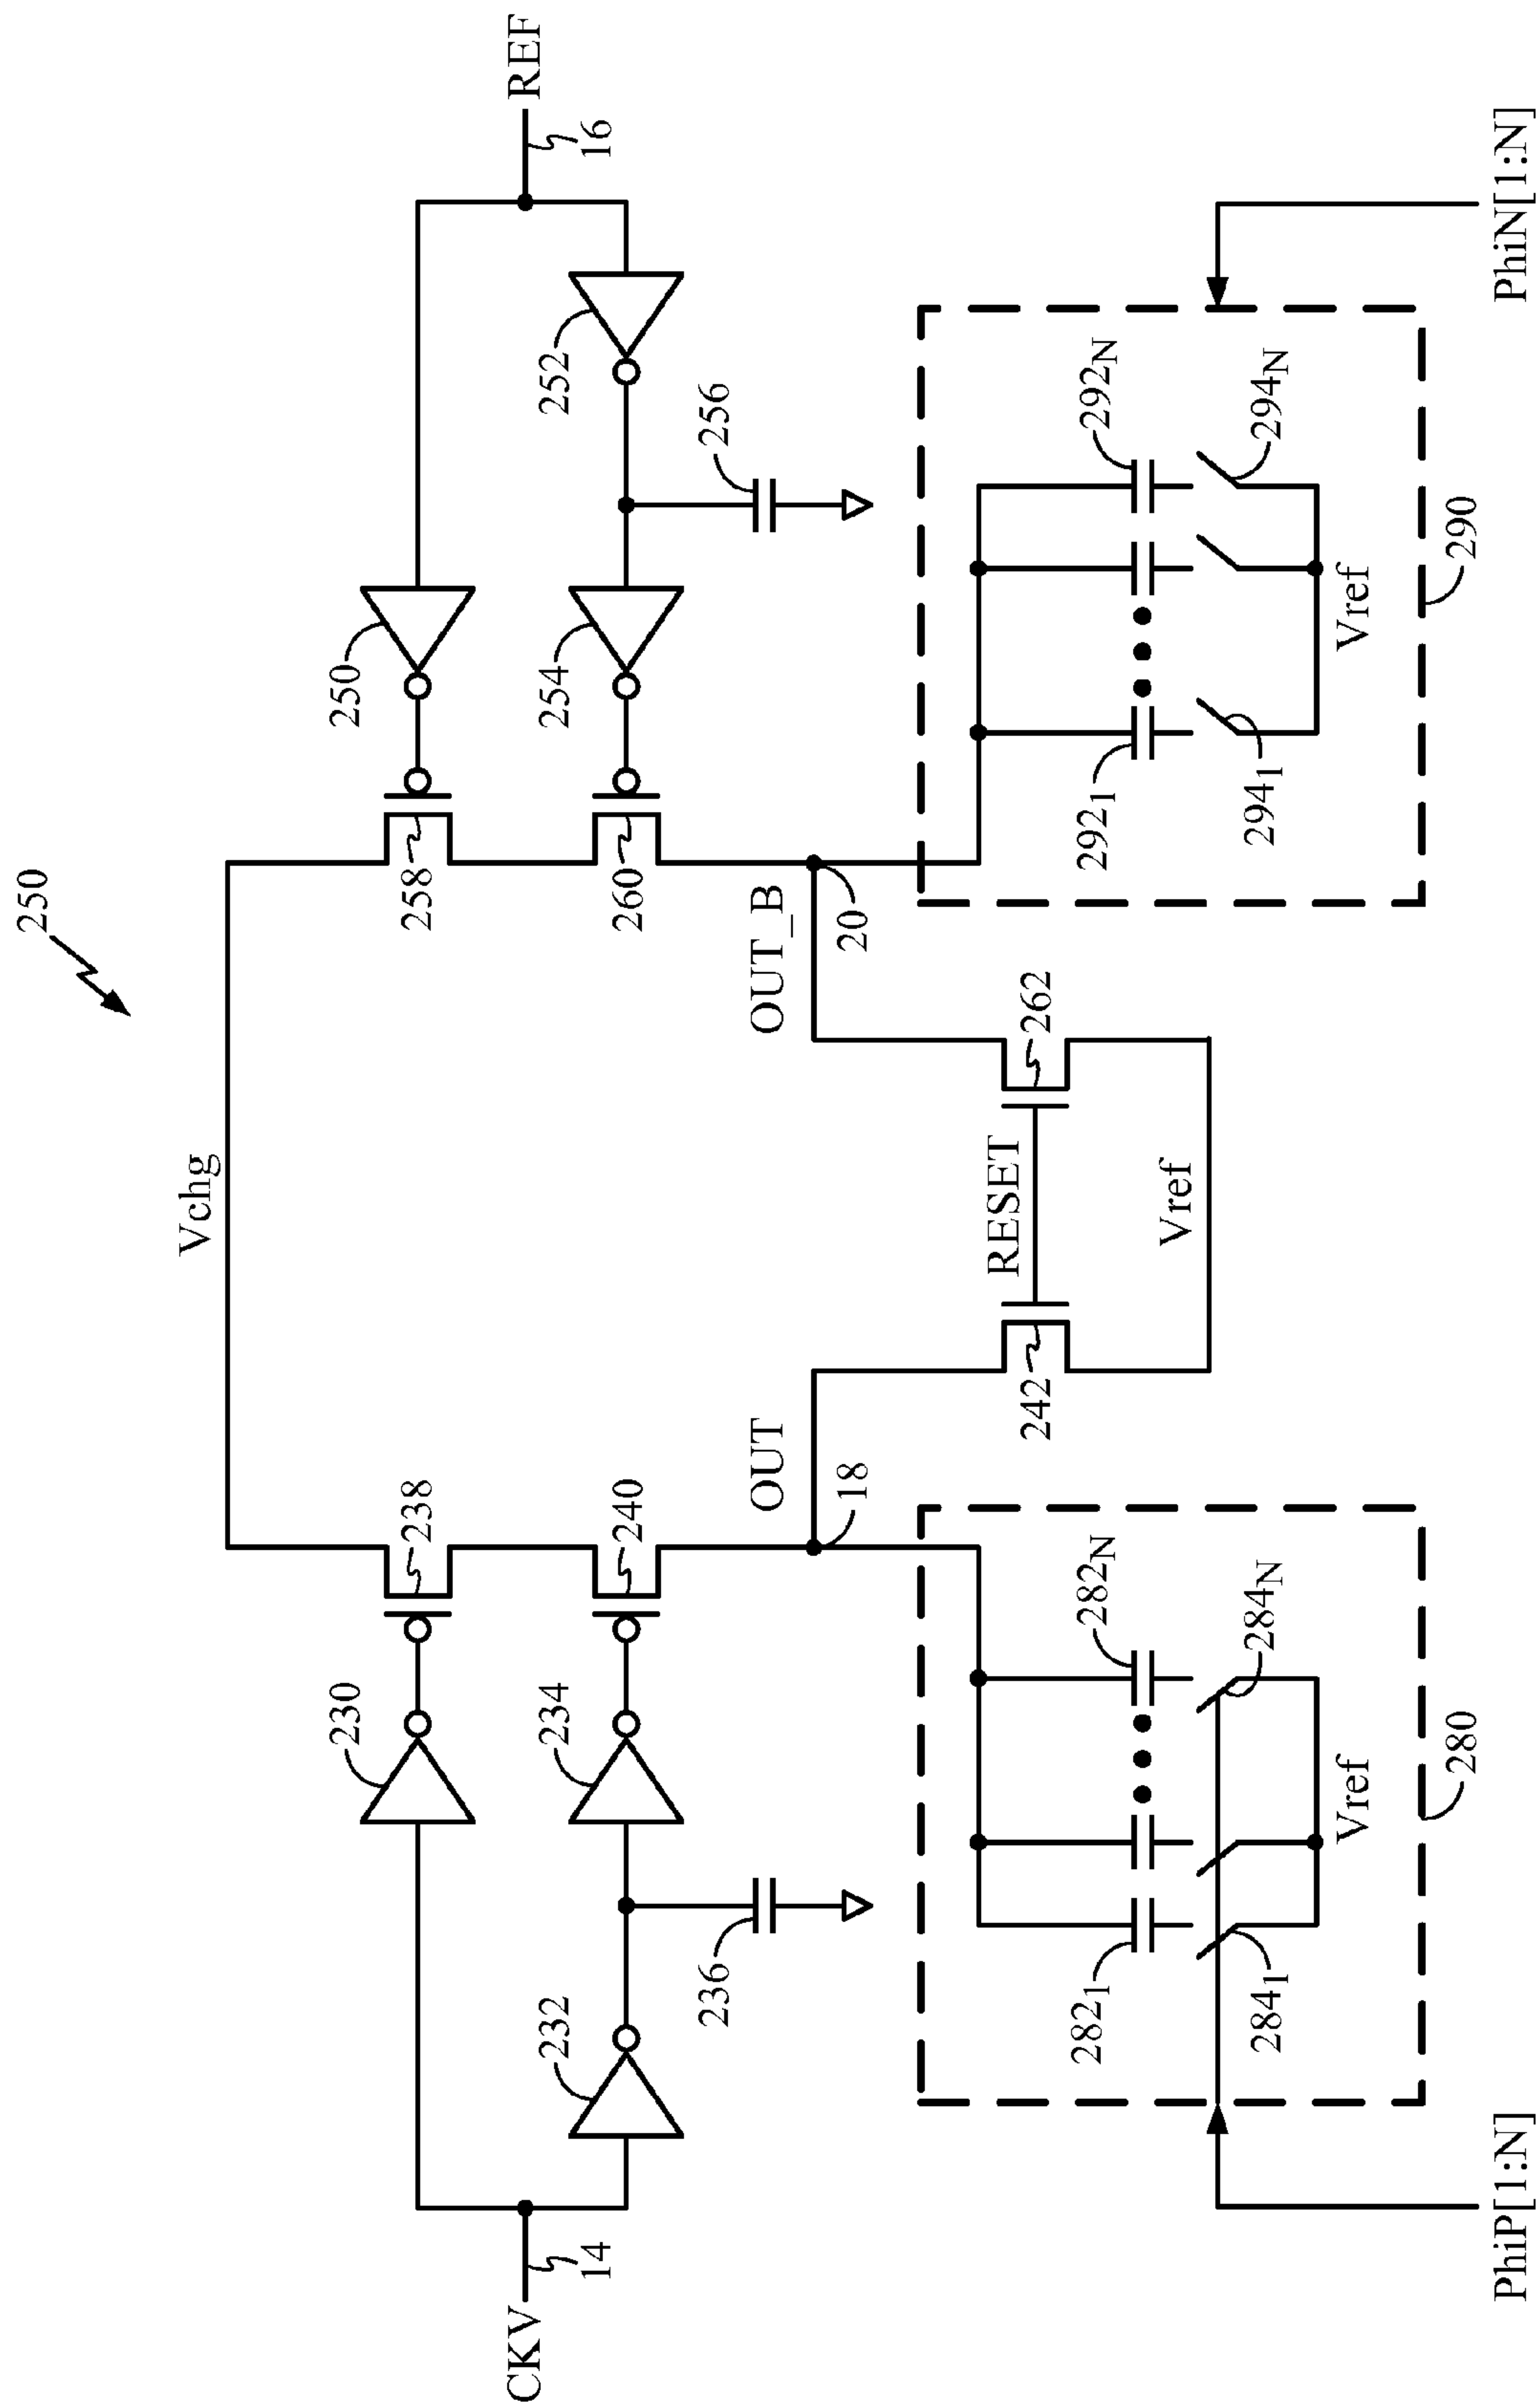 250
Vchg
230
238
258
250
CKV
14
REF
16
232
234
240
260
254
252
236
256
OUT
OUT_B
18
20
RESET
242
262
Vref
282₁
282N
292₁
292N
284₁
284N
294₁
294N
Vref
Vref
280
290
PhiP[1:N]
PhiN[1:N]